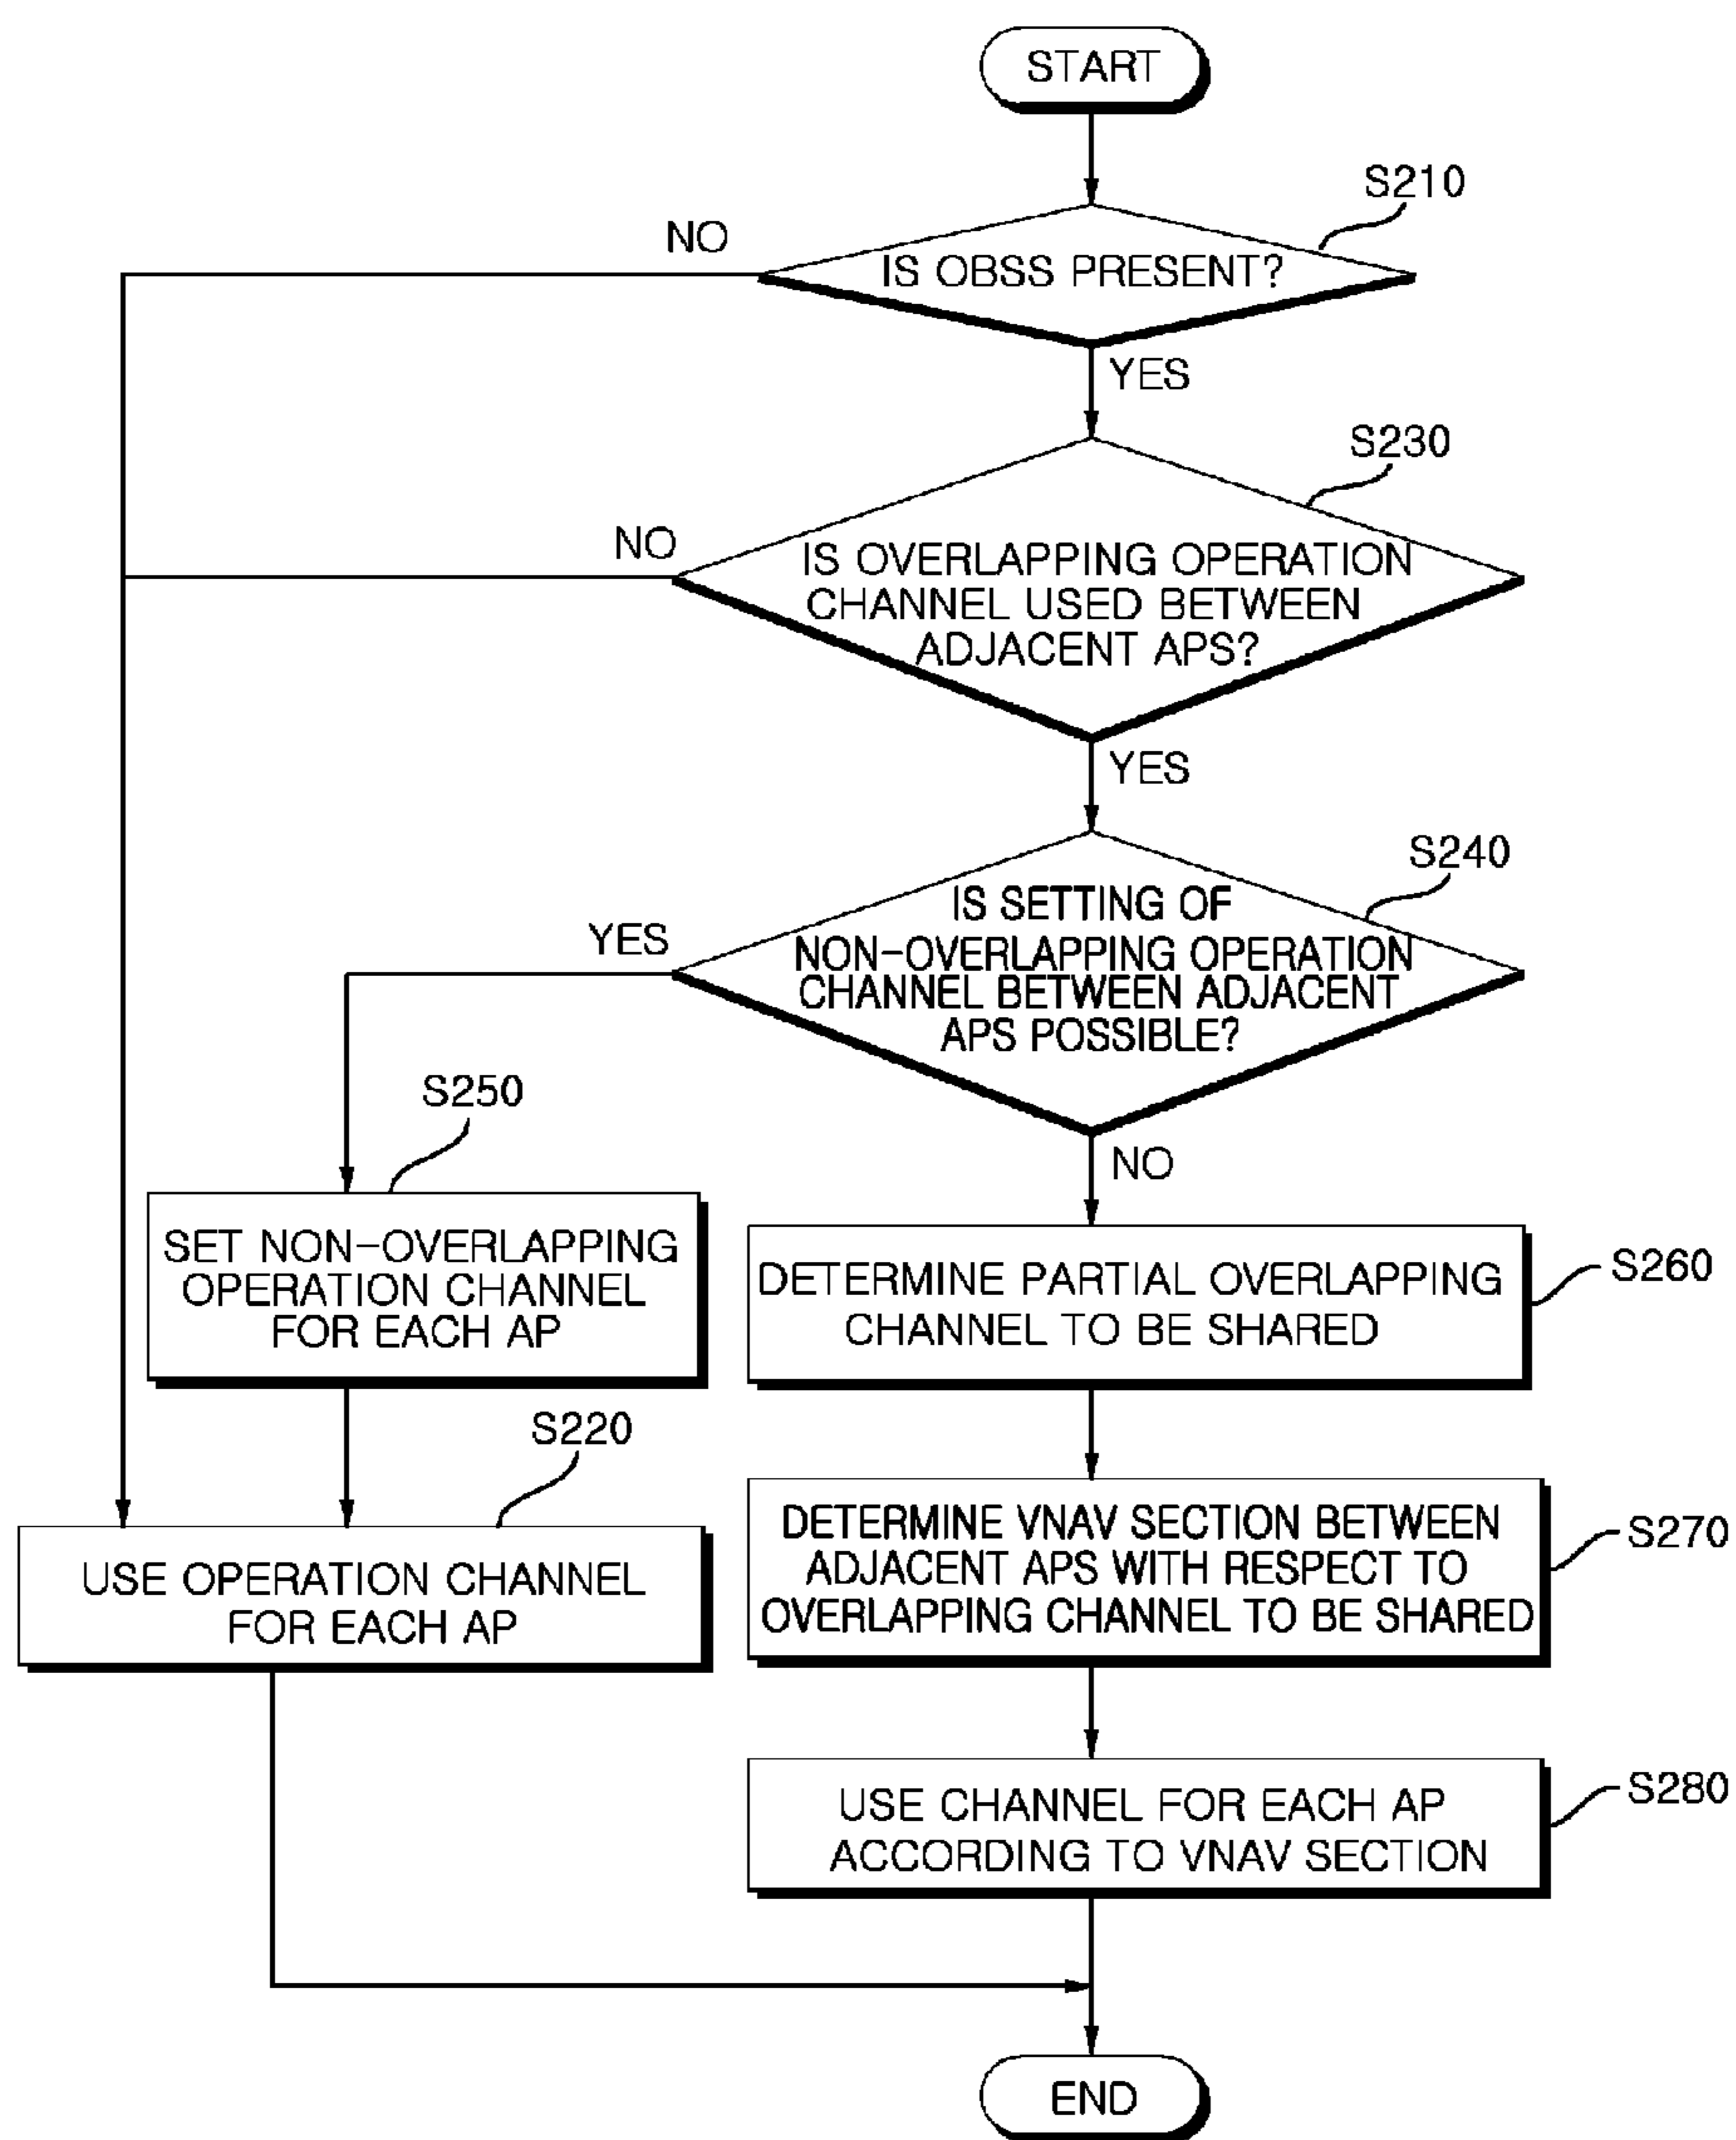 START
S210
NO
IS OBSS PRESENT?
YES
S230
NO
IS OVERLAPPING OPERATION
CHANNEL USED BETWEEN
ADJACENT APS?
YES
S240
YES
IS SETTING OF
NON-OVERLAPPING OPERATION
CHANNEL BETWEEN ADJACENT
APS POSSIBLE?
S250
NO
SET NON-OVERLAPPING
OPERATION CHANNEL
FOR EACH AP
DETERMINE PARTIAL OVERLAPPING
CHANNEL TO BE SHARED
S260
S220
USE OPERATION CHANNEL
FOR EACH AP
DETERMINE VNAV SECTION BETWEEN
ADJACENT APS WITH RESPECT TO
OVERLAPPING CHANNEL TO BE SHARED
S270
USE CHANNEL FOR EACH AP
ACCORDING TO VNAV SECTION
S280
END